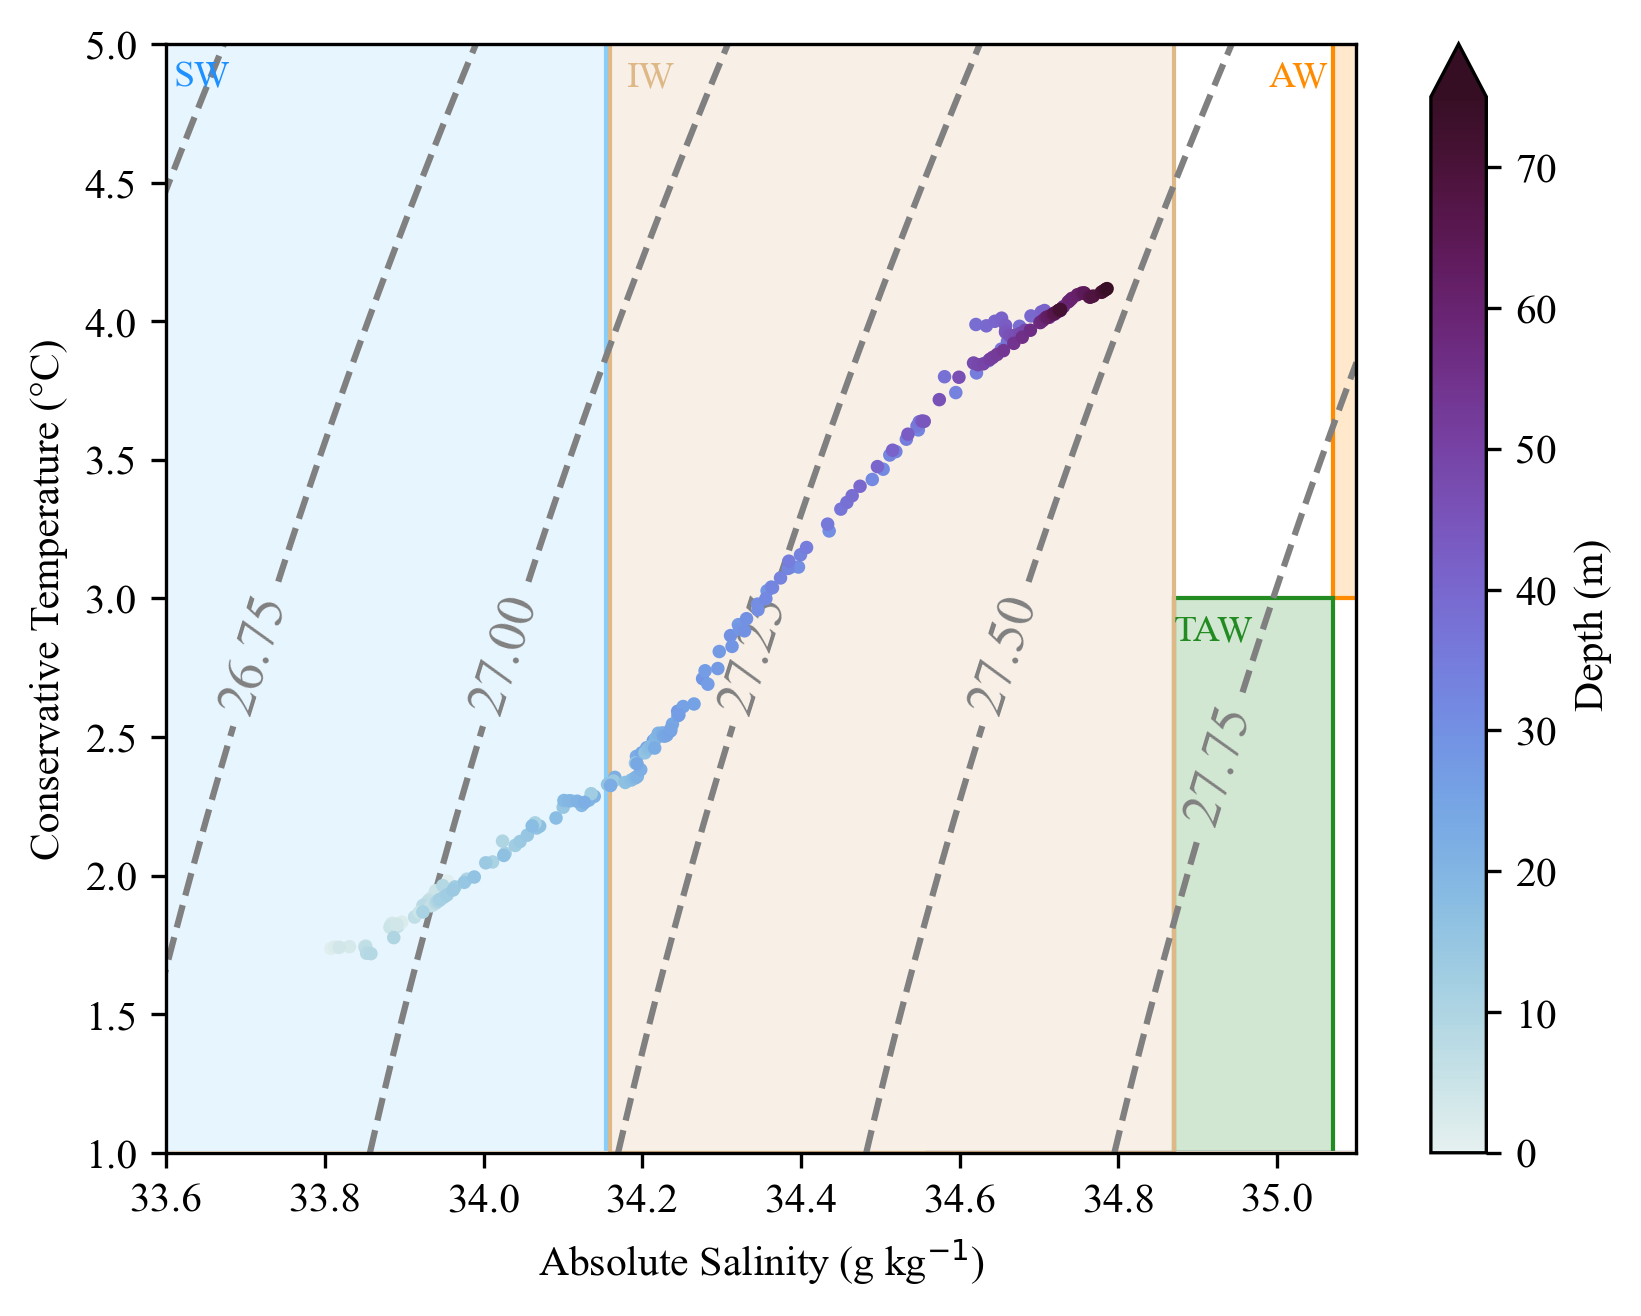 SW
IW
AW
TAW
26.75
27.00
27.25
27.50
27.75
5.0
4.5
4.0
3.5
3.0
2.5
2.0
1.5
1.0
Conservative Temperature (°C)
33.6 33.8 34.0 34.2 34.4 34.6 34.8 35.0
Absolute Salinity (g kg⁻¹)
70
60
50
40
30
20
10
0
Depth (m)